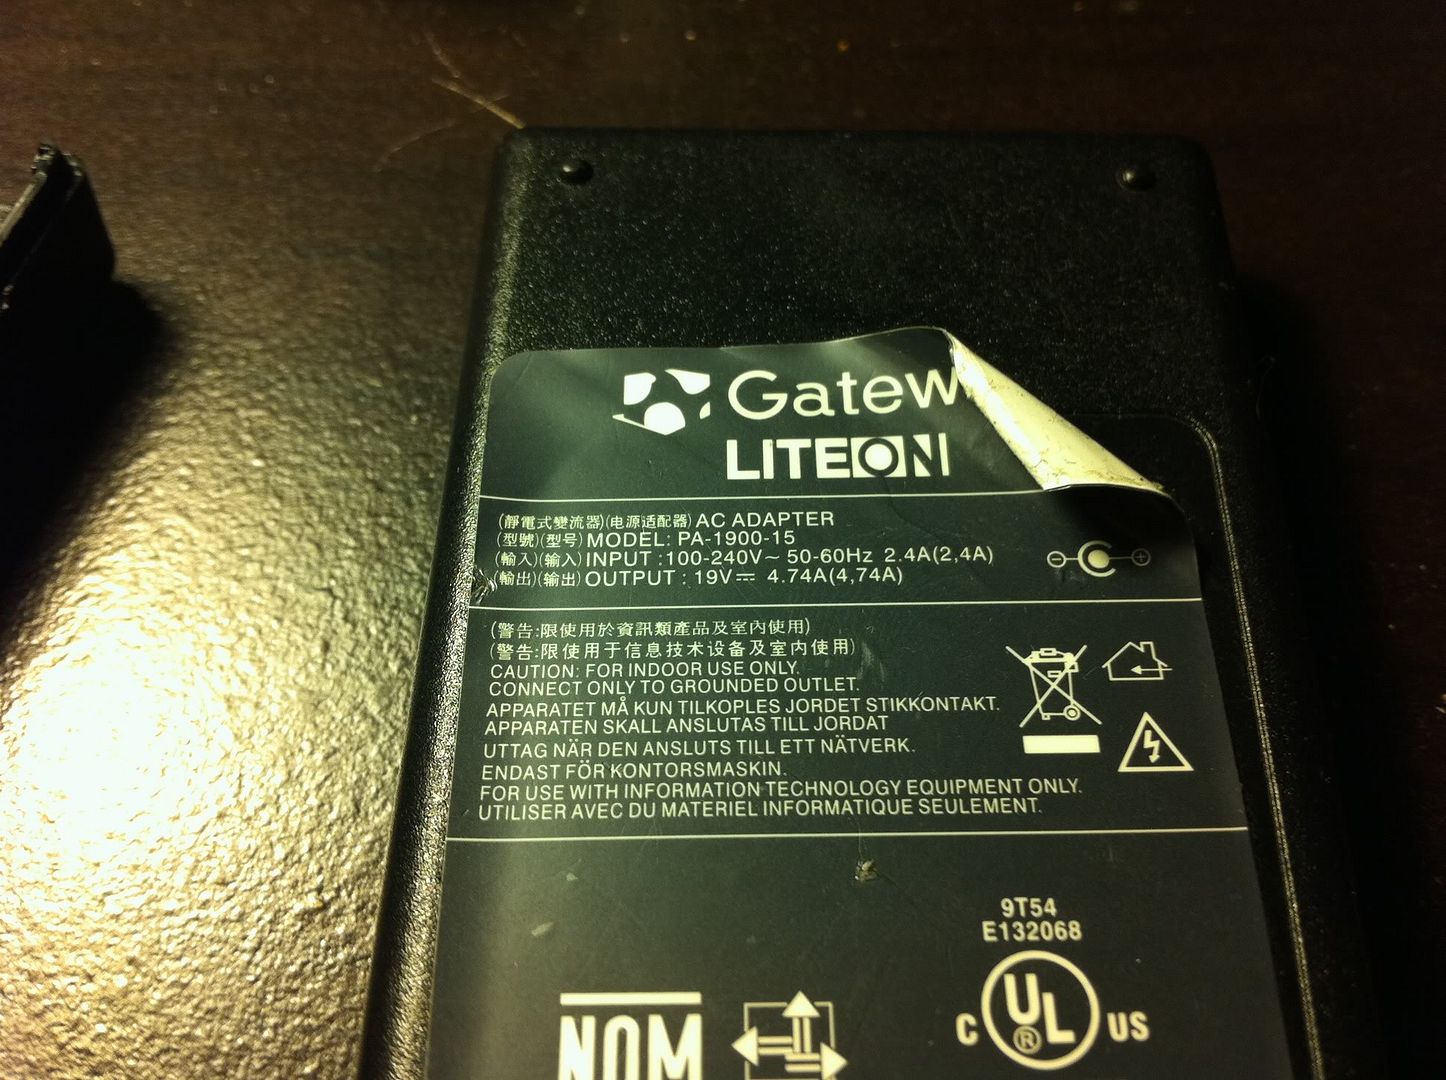 Gatew
LITEON
(靜電式變流器)(电源适配器) AC ADAPTER
(型號)(型号) MODEL: PA-1900-15
(輸入)(输入) INPUT :100-240V~ 50-60Hz 2.4A(2,4A)
(輸出)(输出) OUTPUT : 19V⎓ 4.74A(4,74A)
(警告:限使用於資訊類產品及室內使用)
(警告:限使用于信息技术设备及室内使用)
CAUTION: FOR INDOOR USE ONLY.
CONNECT ONLY TO GROUNDED OUTLET.
APPARATET MÅ KUN TILKOPLES JORDET STIKKONTAKT.
APPARATEN SKALL ANSLUTAS TILL JORDAT
UTTAG NÄR DEN ANSLUTS TILL ETT NÄTVERK.
ENDAST FÖR KONTORSMASKIN.
FOR USE WITH INFORMATION TECHNOLOGY EQUIPMENT ONLY.
UTILISER AVEC DU MATERIEL INFORMATIQUE SEULEMENT.
9T54
E132068
NOM
C UL ® US